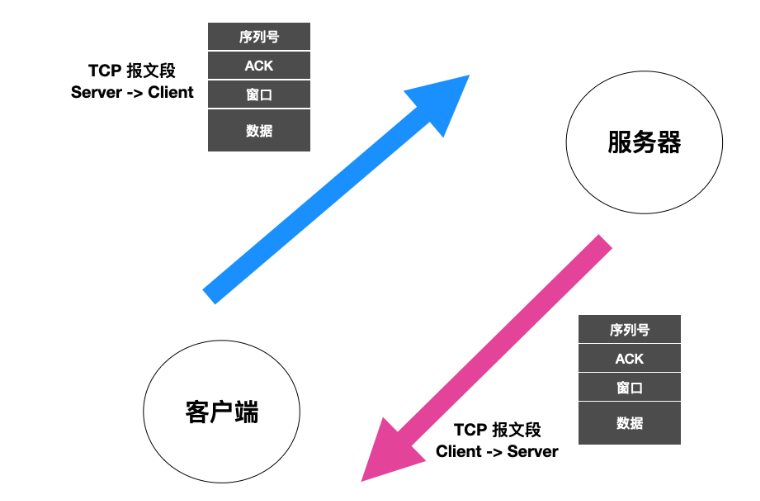 TCP 报文段
Server -> Client
序列号
ACK
窗口
数据
服务器
客户端
TCP 报文段
Client -> Server
序列号
ACK
窗口
数据